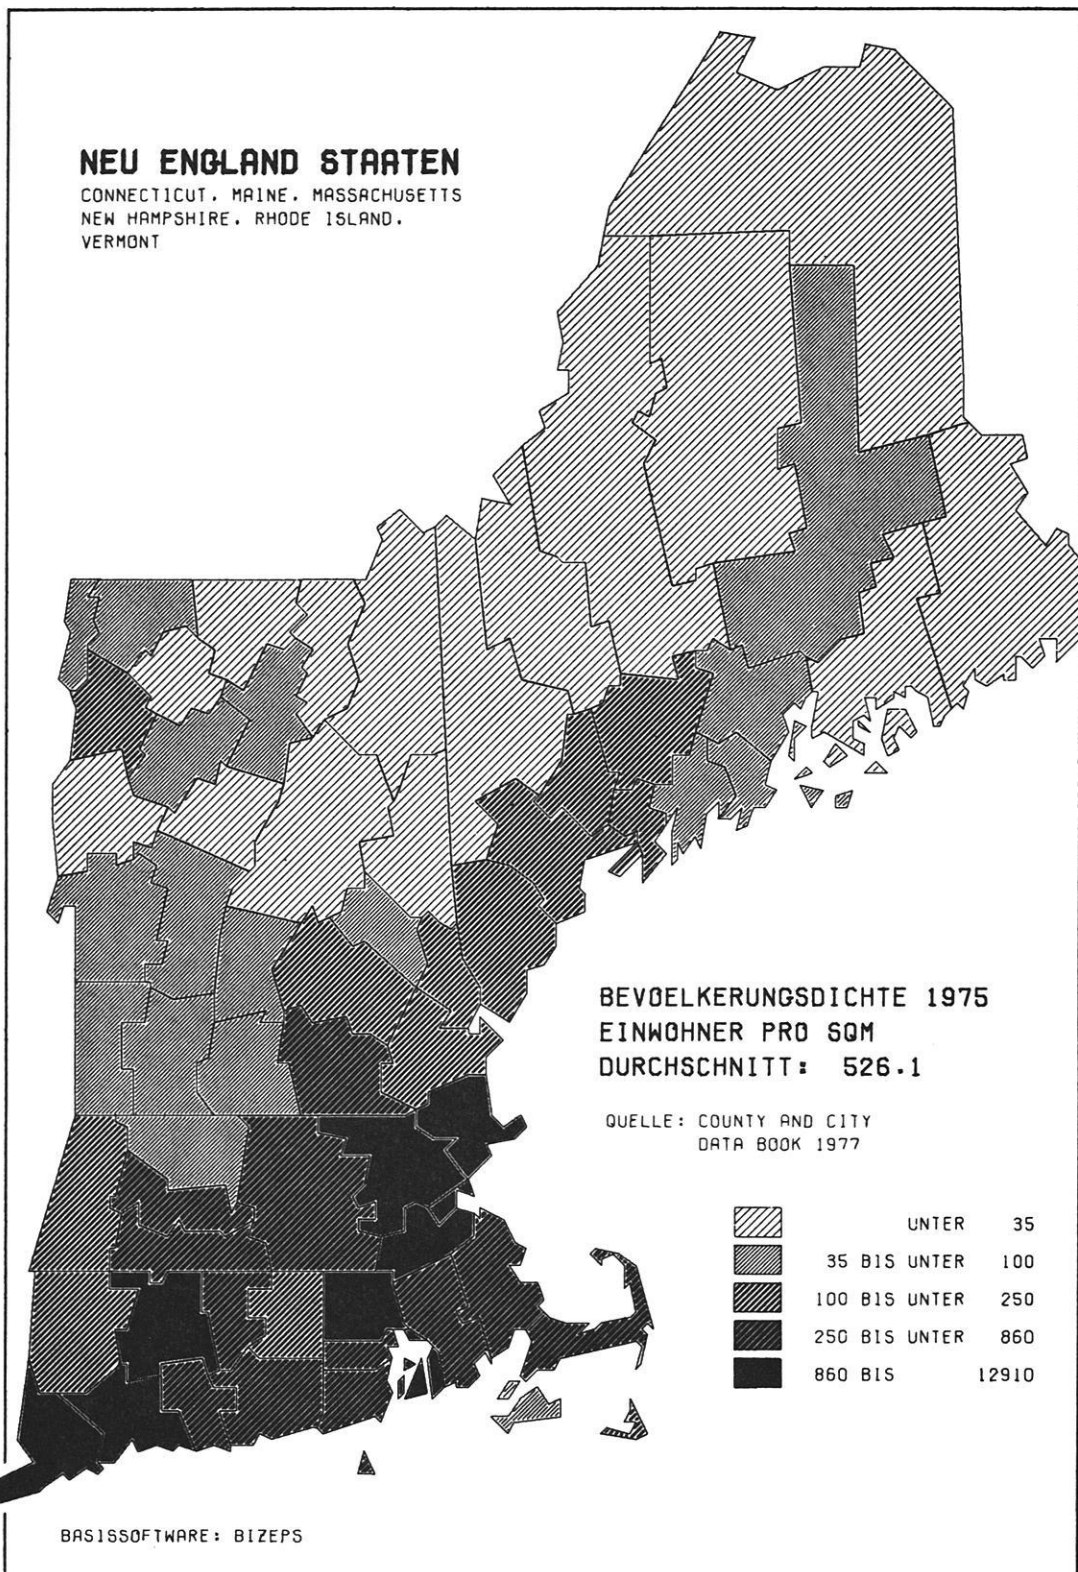 NEU ENGLAND STAATEN
CONNECTICUT, MAINE, MASSACHUSETTS
NEW HAMPSHIRE, RHODE ISLAND,
VERMONT
BEVOELKERUNGSDICHTE 1975
EINWOHNER PRO SQM
DURCHSCHNITT: 526.1
QUELLE: COUNTY AND CITY
DATA BOOK 1977
UNTER 35
35 BIS UNTER 100
100 BIS UNTER 250
250 BIS UNTER 860
860 BIS 12910
BASISSOFTWARE: BIZEPS